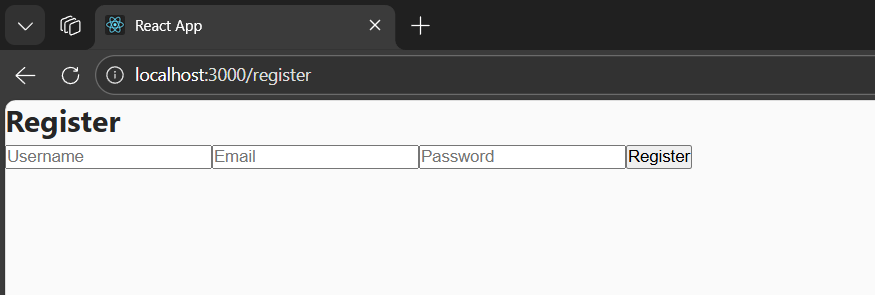 React App
localhost:3000/register
Register
Username Email Password Register